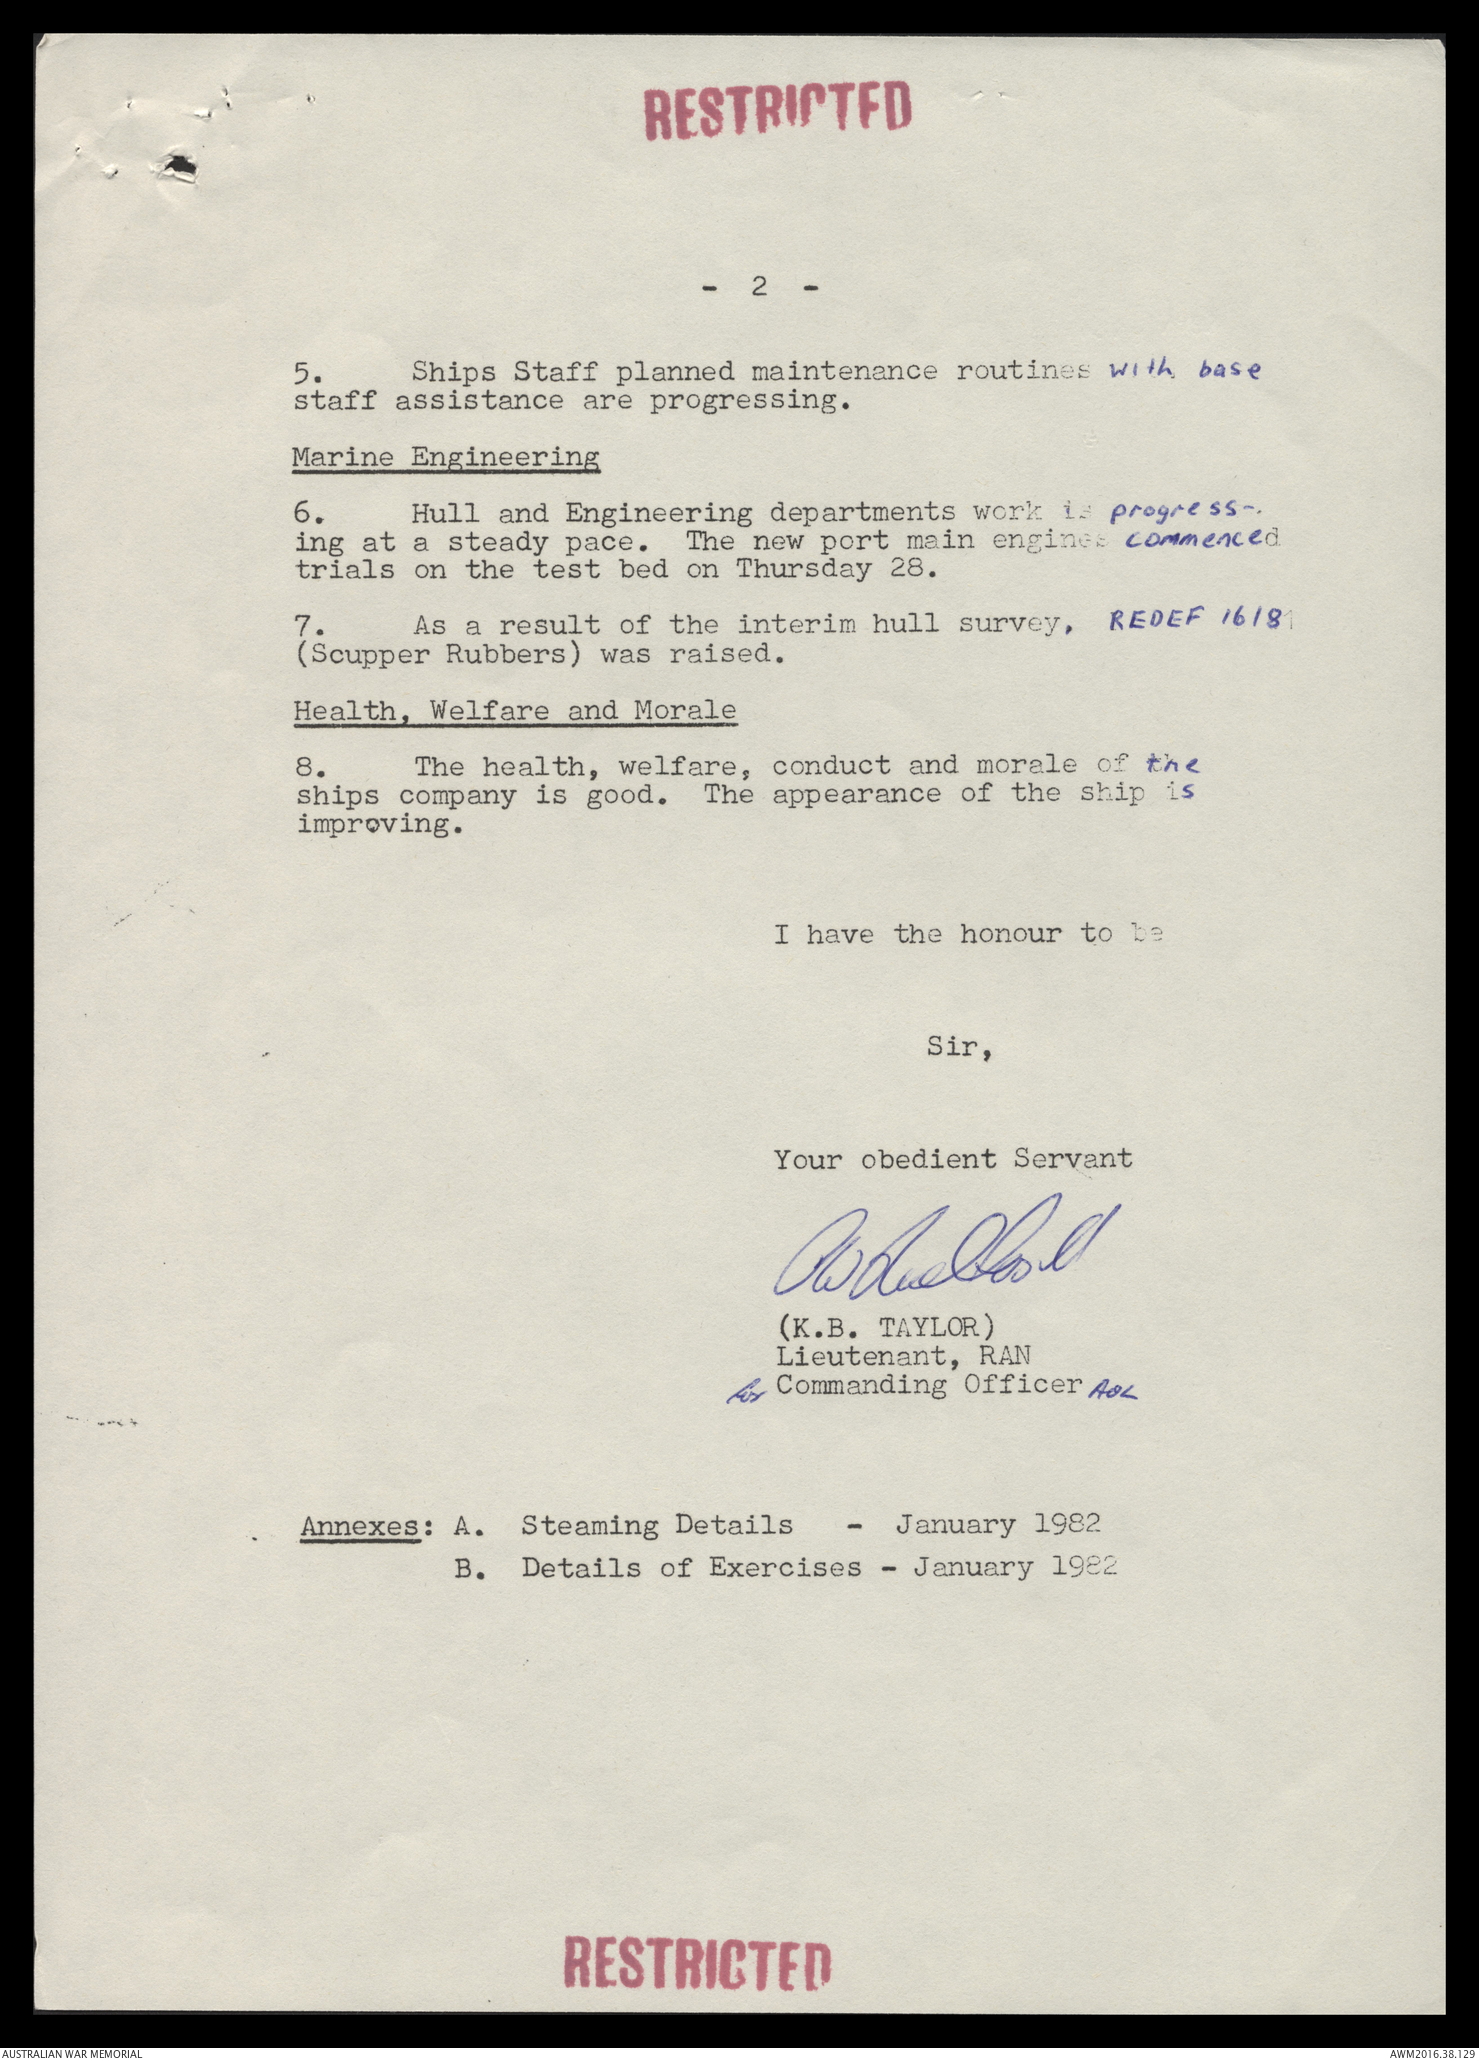 RESTRICTED
- 2 -
5. Ships Staff planned maintenance routines with base
staff assistance are progressing.
Marine Engineering
6. Hull and Engineering departments work is progress-
ing at a steady pace. The new port main engines commenced
trials on the test bed on Thursday 28.
7. As a result of the interim hull survey, REDEF 16/81
(Scupper Rubbers) was raised.
Health, Welfare and Morale
8. The health, welfare, conduct and morale of the
ships company is good. The appearance of the ship is
improving.
I have the honour to be
Sir,
Your obedient Servant
(K.B. TAYLOR)
Lieutenant, RAN
for Commanding Officer AOL
Annexes: A. Steaming Details - January 1982
B. Details of Exercises - January 1982
RESTRICTED
AUSTRALIAN WAR MEMORIAL
AWM2016.38.129